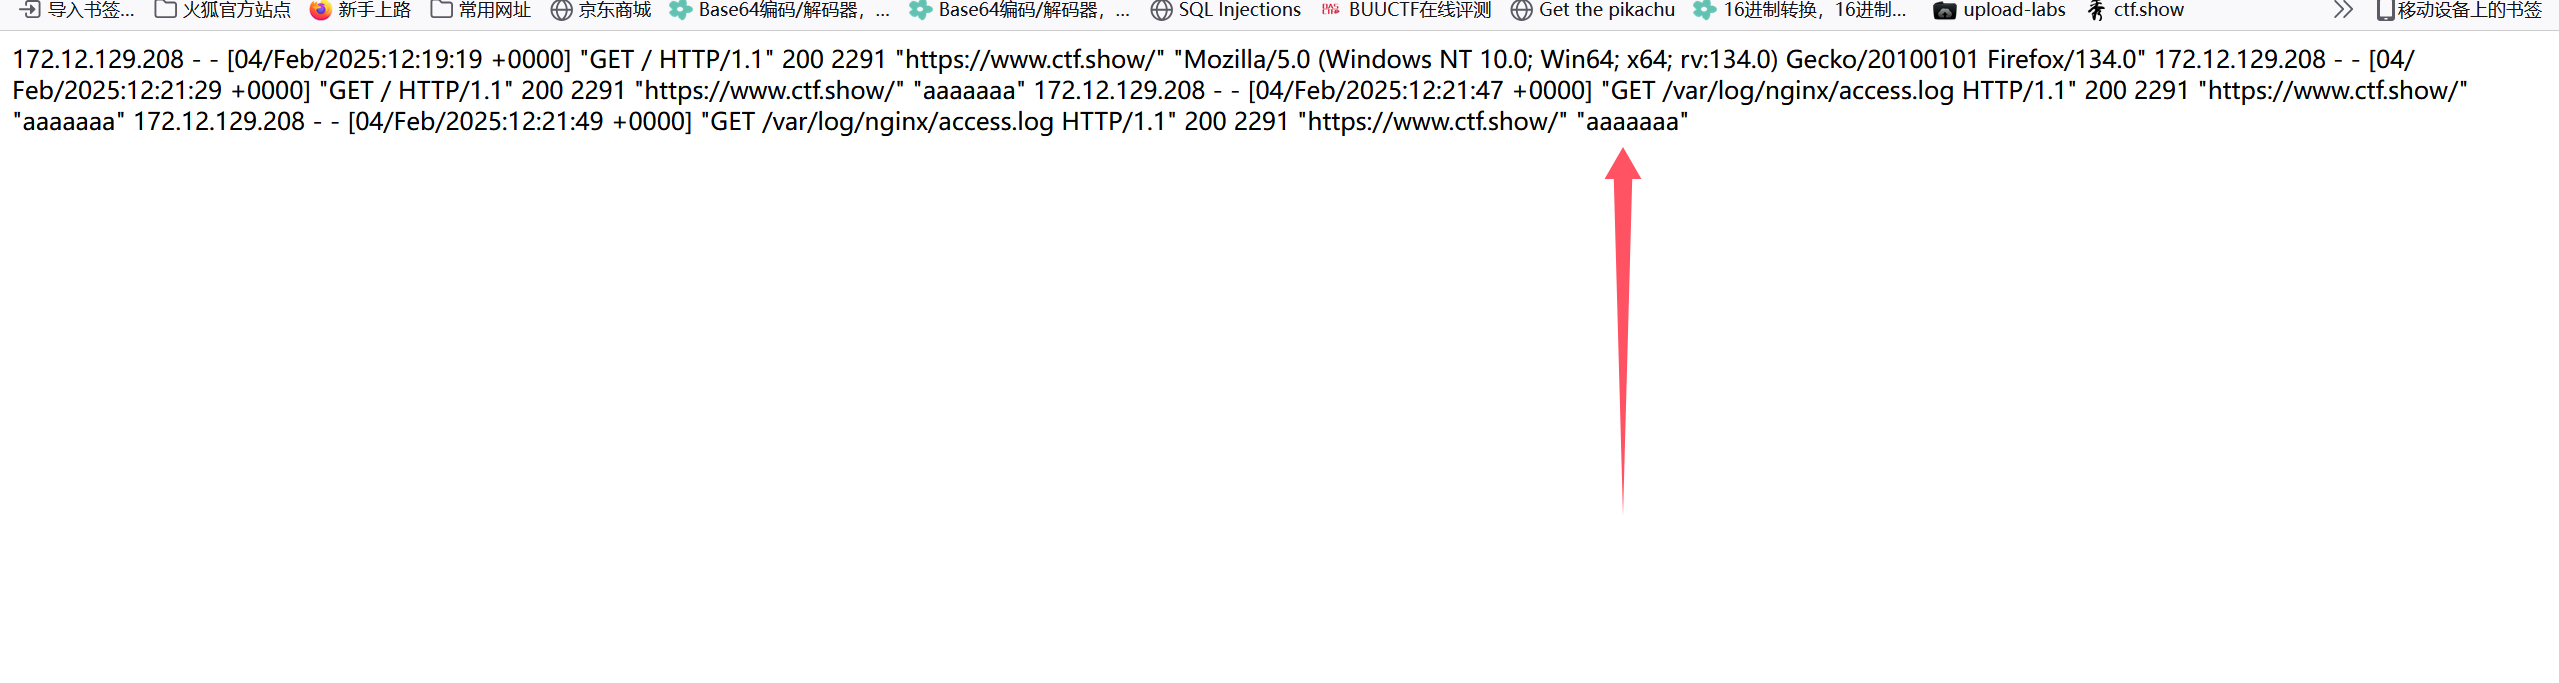 导入书签... 火狐官方站点 新手上路 常用网址 京东商城 Base64编码/解码器，... Base64编码/解码器，... SQL Injections BUUCTF在线评测 Get the pikachu 16进制转换，16进制... upload-labs ctf.show 移动设备上的书签
172.12.129.208 - - [04/Feb/2025:12:19:19 +0000] "GET / HTTP/1.1" 200 2291 "https://www.ctf.show/" "Mozilla/5.0 (Windows NT 10.0; Win64; x64; rv:134.0) Gecko/20100101 Firefox/134.0" 172.12.129.208 - - [04/
Feb/2025:12:21:29 +0000] "GET / HTTP/1.1" 200 2291 "https://www.ctf.show/" "aaaaaaa" 172.12.129.208 - - [04/Feb/2025:12:21:47 +0000] "GET /var/log/nginx/access.log HTTP/1.1" 200 2291 "https://www.ctf.show/"
"aaaaaaa" 172.12.129.208 - - [04/Feb/2025:12:21:49 +0000] "GET /var/log/nginx/access.log HTTP/1.1" 200 2291 "https://www.ctf.show/" "aaaaaaa"